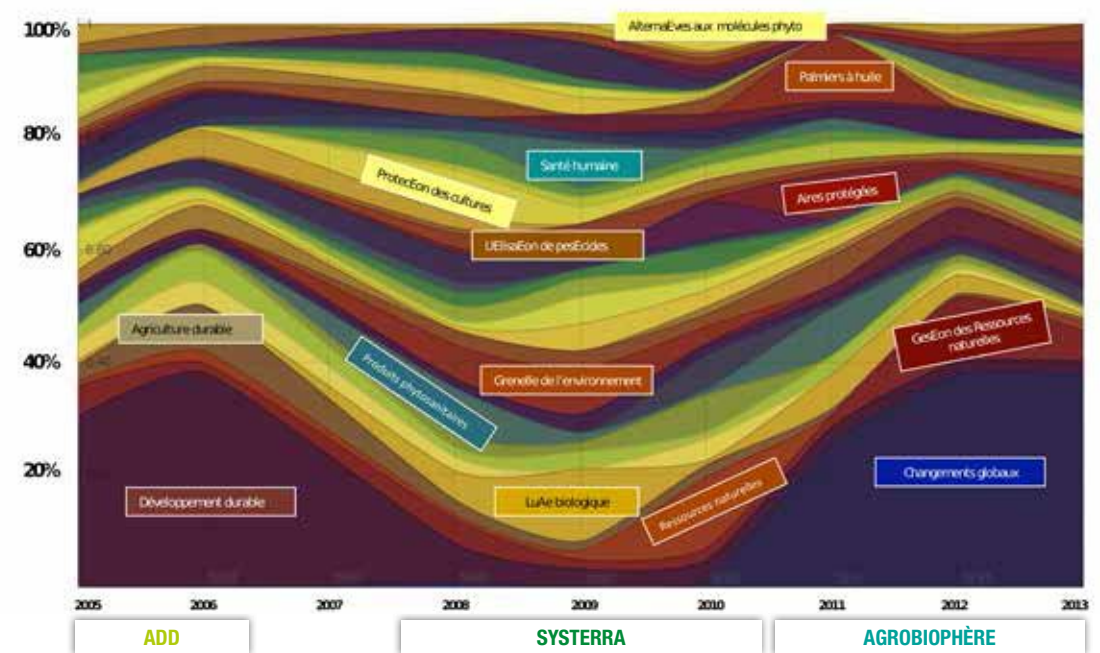 100%
AlternaEves aux molécules phyto
Palmiers à huile
80%
Santé humaine
ProtecEon des cultures
Aires protégées
60%
UElisaEon de pesEcides
Agriculture durable
GesEon des Ressources
naturelles
40%
Produits phytosanitaires
Grenelle de l'environnement
20%
Changements globaux
Développement durable
LuAe biologique
Ressources naturelles
2005 2006 2007 2008 2009 2010 2011 2012 2013
ADD SYSTERRA AGROBIOPHÈRE